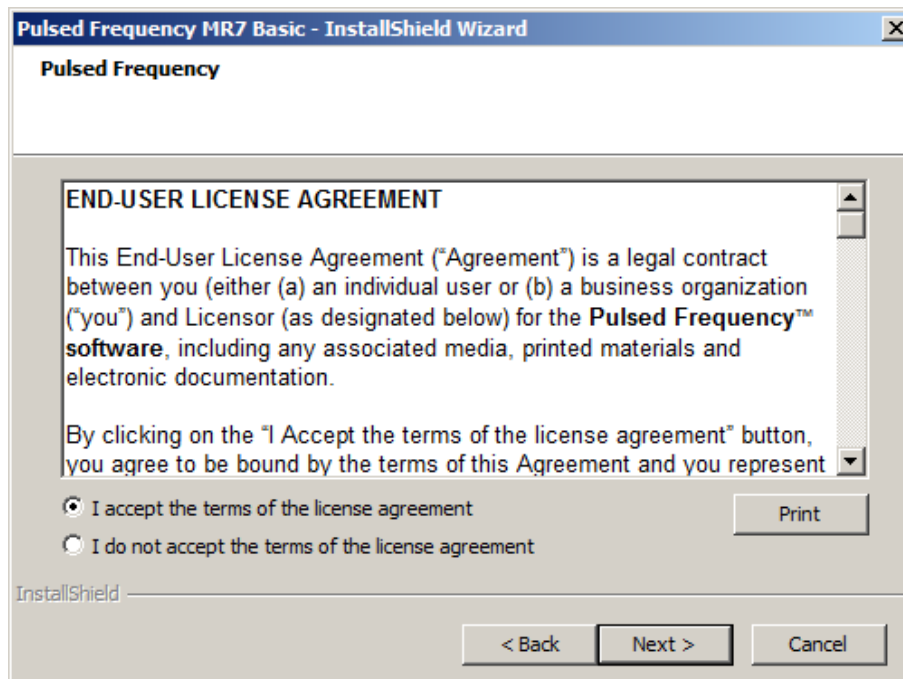 Pulsed Frequency MR7 Basic - InstallShield Wizard
Pulsed Frequency
END-USER LICENSE AGREEMENT
This End-User License Agreement (“Agreement”) is a legal contract
between you (either (a) an individual user or (b) a business organization
(“you”) and Licensor (as designated below) for the Pulsed Frequency™
software, including any associated media, printed materials and
electronic documentation.
By clicking on the “I Accept the terms of the license agreement” button,
you agree to be bound by the terms of this Agreement and you represent
I accept the terms of the license agreement
Print
I do not accept the terms of the license agreement
InstallShield
< Back
Next >
Cancel